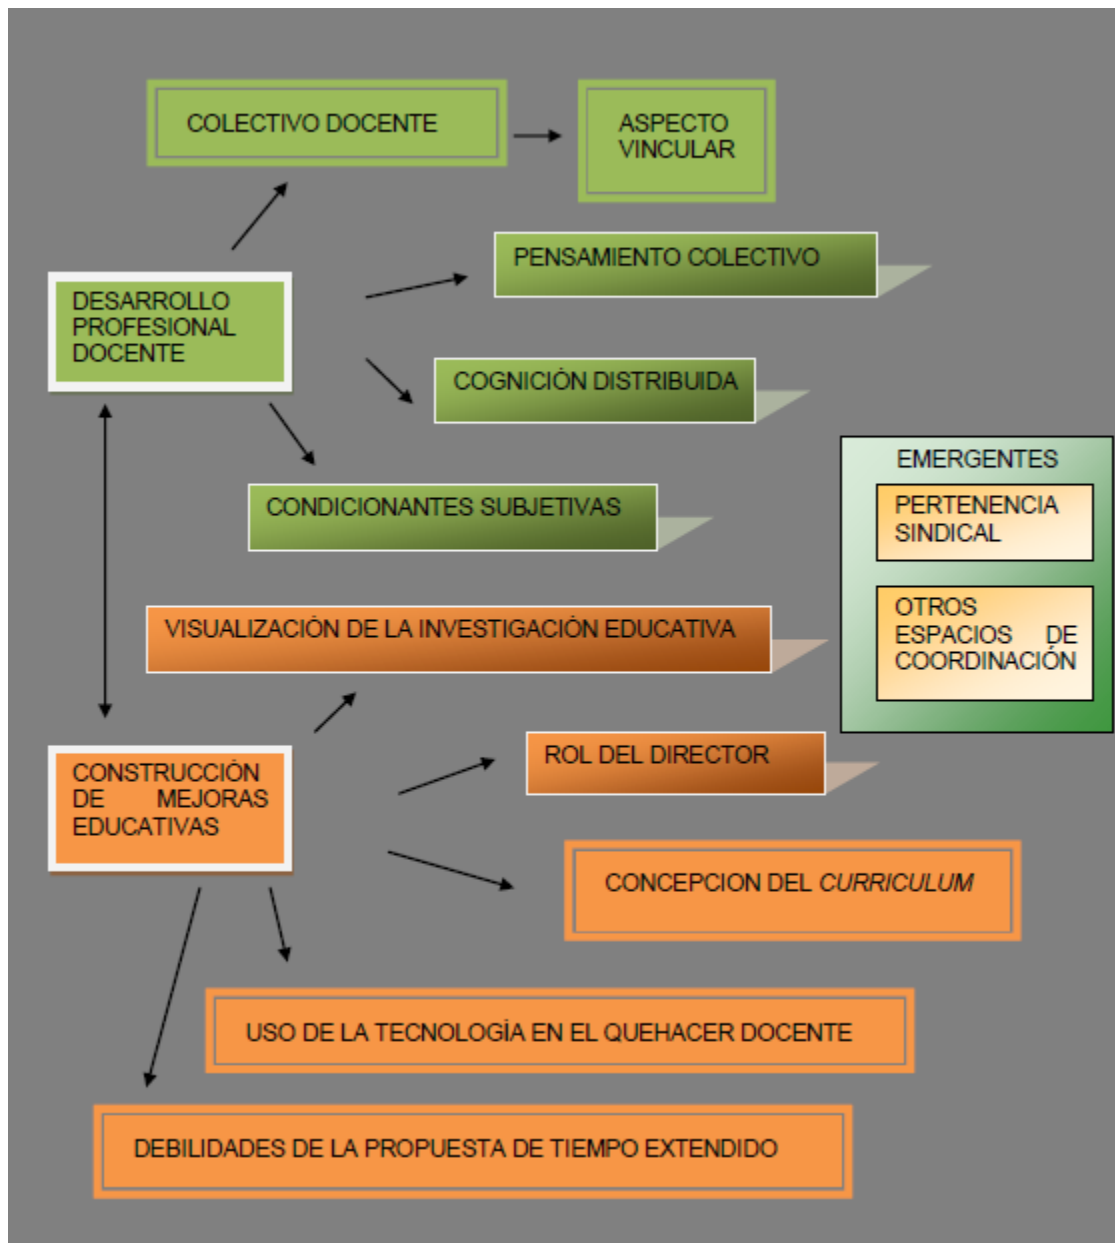 COLECTIVO DOCENTE
ASPECTO
VINCULAR
PENSAMIENTO COLECTIVO
DESARROLLO
PROFESIONAL
DOCENTE
COGNICIÓN DISTRIBUIDA
CONDICIONANTES SUBJETIVAS
EMERGENTES
PERTENENCIA
SINDICAL
OTROS
ESPACIOS DE
COORDINACIÓN
VISUALIZACIÓN DE LA INVESTIGACIÓN EDUCATIVA
ROL DEL DIRECTOR
CONSTRUCCIÓN
DE MEJORAS
EDUCATIVAS
CONCEPCION DEL CURRICULUM
USO DE LA TECNOLOGÍA EN EL QUEHACER DOCENTE
DEBILIDADES DE LA PROPUESTA DE TIEMPO EXTENDIDO